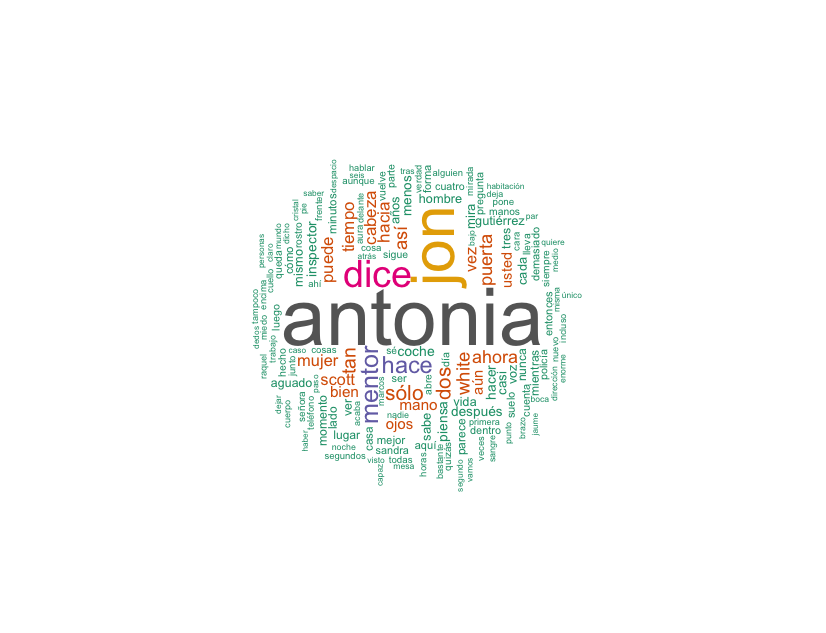 hablar
seis
aunque
despacio
minutos
saber
frente
pie
cristal
rostro
mismo
inspector
ahí
puede
tiempo
delante
aura
cabeza
cosa
atrás
hacia
vuelve
años
parte
así
sigue
tras
menos
verdad
forma
alguien
cuatro
hombre
mirada
pregunta
habitación
deja
pone
manos
gutiérrez
par
mira
vez
bap
puerta
usted
tres
cara
lleva
cada
demasiado
quiere
siempre
medio
personas
claro
mundo
dicho
queda
cómo
cuello
jon
dice
antonia
único
misma
entonces
incluso
nuevo
encima
miedo
tampoco
dedos
luego
hecho
trabajo
raquel
caso
cosas
junto
mujer
tan
mentor
sé
coche
hace
ser
abre
día
dos
white
ahora
aún
hacer
casi
voz
nunca
cuenta
mientras
policía
enorme
dirección
boca
aguado
scott
paso
bien
marcos
sólo
mano
nadie
acaba
ver
ojos
vida
después
suelo
primera
dentro
punto
brazo
jaume
dejar
cuerpo
señora
teléfono
haber
momento
lado
lugar
noche
segundos
casa
mejor
sandra
visto
todas
mesa
capaz
aquí
sabe
horas
quizás
bastante
piensa
parece
segundo
vamos
veces
sangre